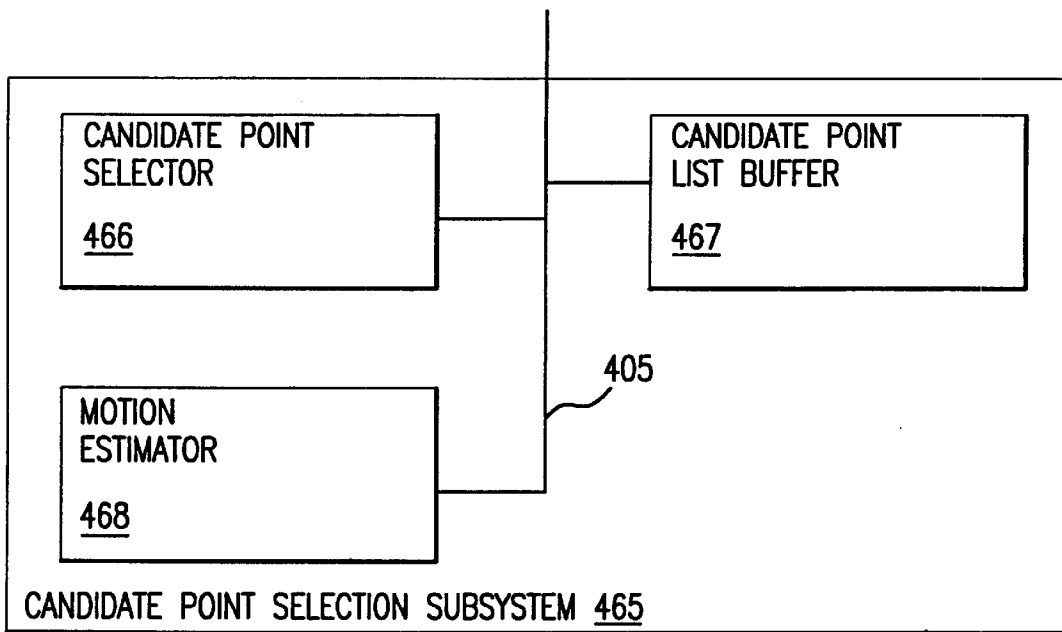 CANDIDATE POINT
SELECTOR
466
CANDIDATE POINT
LIST BUFFER
467
405
MOTION
ESTIMATOR
468
CANDIDATE POINT SELECTION SUBSYSTEM 465